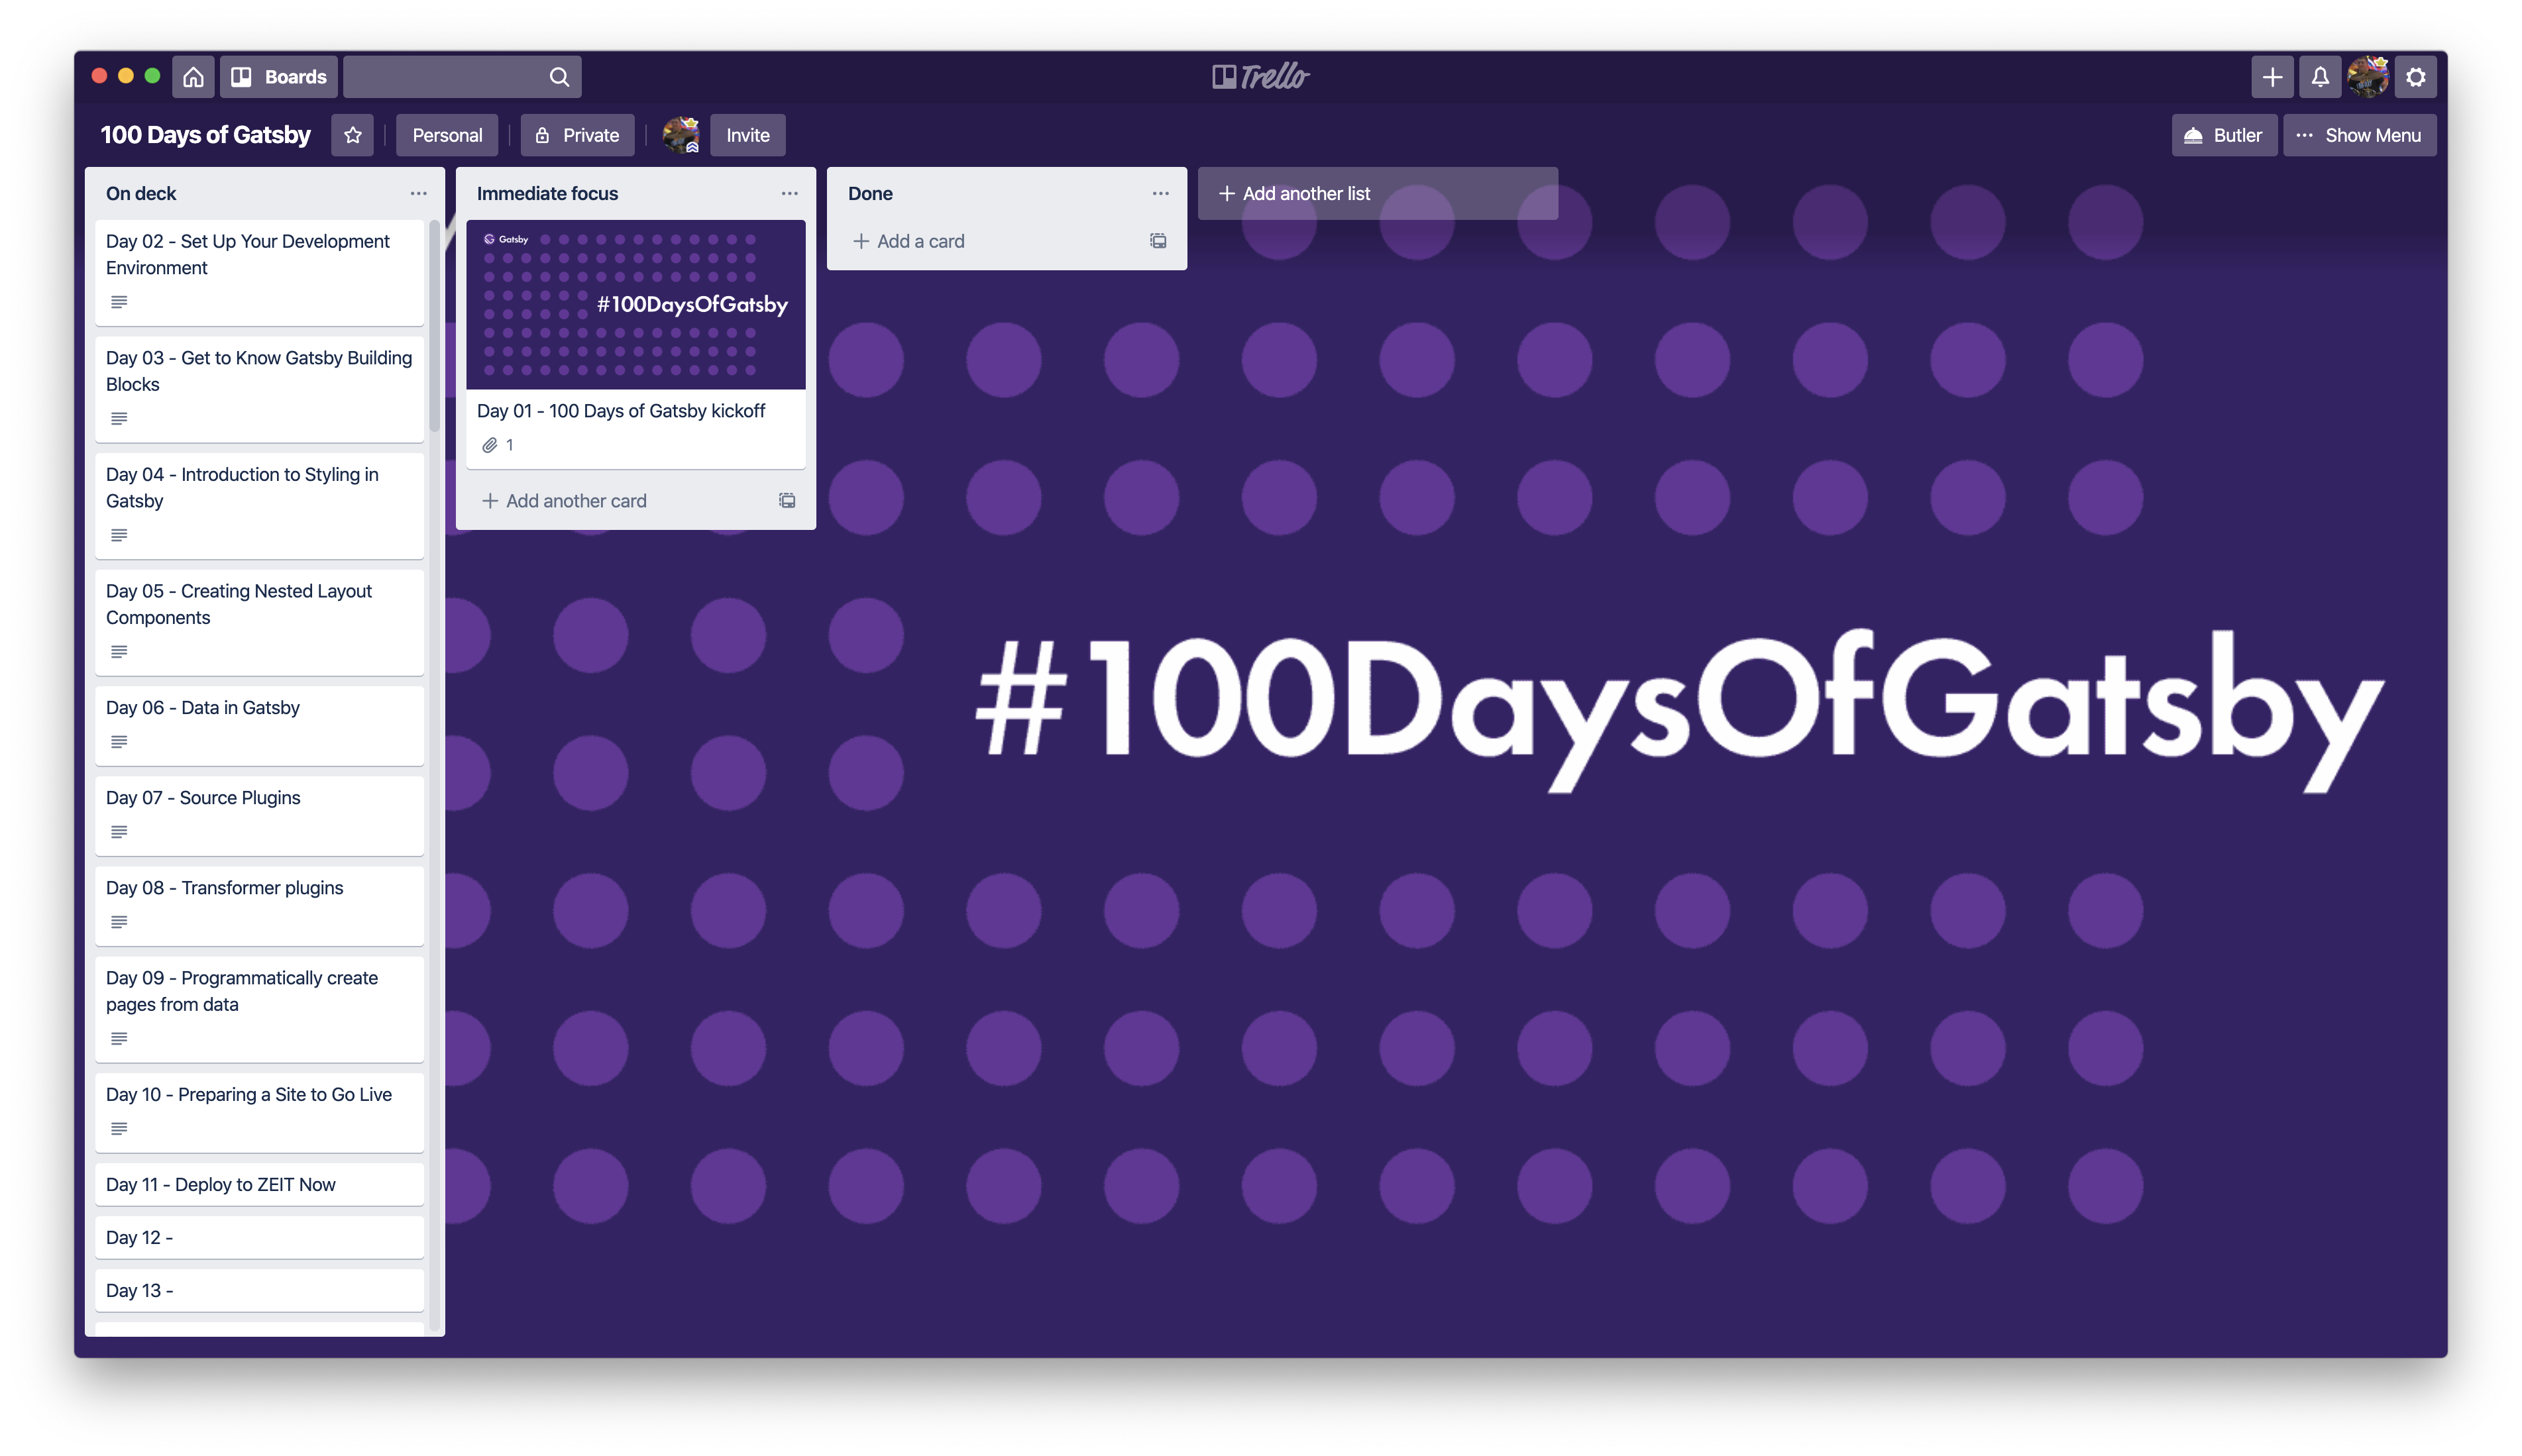 Boards
Trello
100 Days of Gatsby
Personal
Private
Invite
Butler
Show Menu
On deck
Day 02 - Set Up Your Development
Environment
Day 03 - Get to Know Gatsby Building
Blocks
Day 04 - Introduction to Styling in
Gatsby
Day 05 - Creating Nested Layout
Components
Day 06 - Data in Gatsby
Day 07 - Source Plugins
Day 08 - Transformer plugins
Day 09 - Programmatically create
pages from data
Day 10 - Preparing a Site to Go Live
Day 11 - Deploy to ZEIT Now
Day 12 -
Day 13 -
Immediate focus
Gatsby
#100DaysOfGatsby
Day 01 - 100 Days of Gatsby kickoff
1
Add another card
Done
Add a card
Add another list
#100DaysOfGatsby